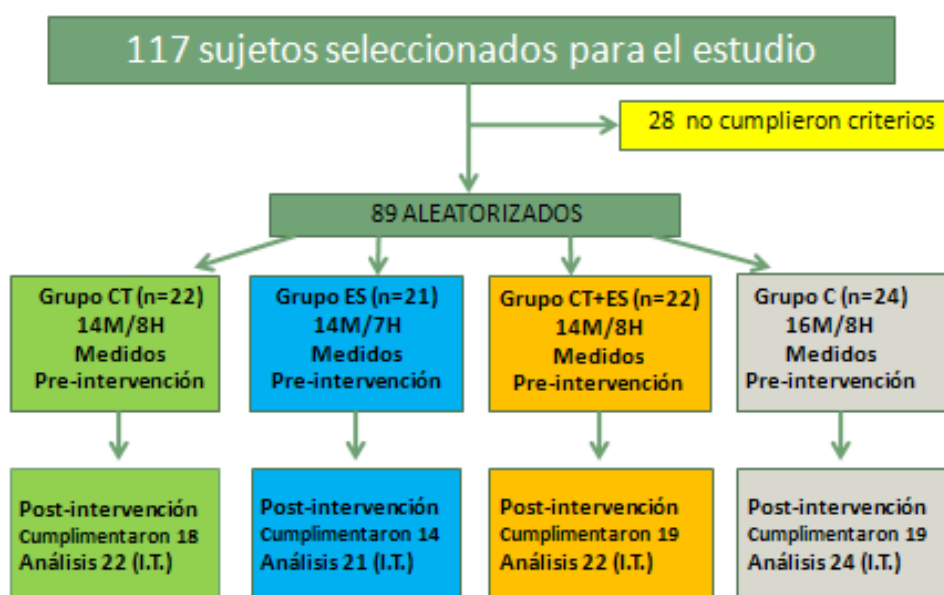 117 sujetos seleccionados para el estudio
28 no cumplieron criterios
89 ALEATORIZADOS
Grupo CT (n=22)
14M/8H
Medidos
Pre-intervención
Grupo ES (n=21)
14M/7H
Medidos
Pre-intervención
Grupo CT+ES (n=22)
14M/8H
Medidos
Pre-intervención
Grupo C (n=24)
16M/8H
Medidos
Pre-intervención
Post-intervención
Cumplimentaron 18
Análisis 22 (I.T.)
Post-intervención
Cumplimentaron 14
Análisis 21 (I.T.)
Post-intervención
Cumplimentaron 19
Análisis 22 (I.T.)
Post-intervención
Cumplimentaron 19
Análisis 24 (I.T.)